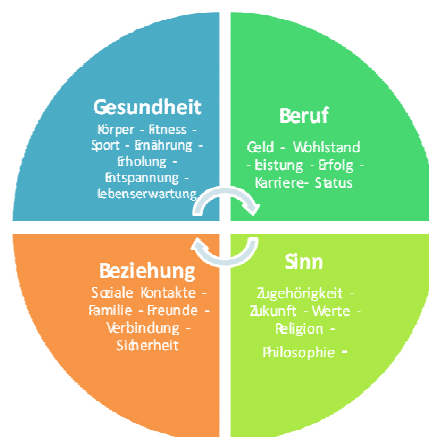 Gesundheit
Körper - Fitness -
Sport - Ernährung -
Erholung -
Entspannung -
Lebenserwartung
Beruf
Geld - Wohlstand
- Leistung - Erfolg -
Karriere- Status
Beziehung
Soziale Kontakte -
Familie - Freunde -
Verbindung -
Sicherheit
Sinn
Zugehörigkeit -
Zukunft - Werte -
Religion -
Philosophie -